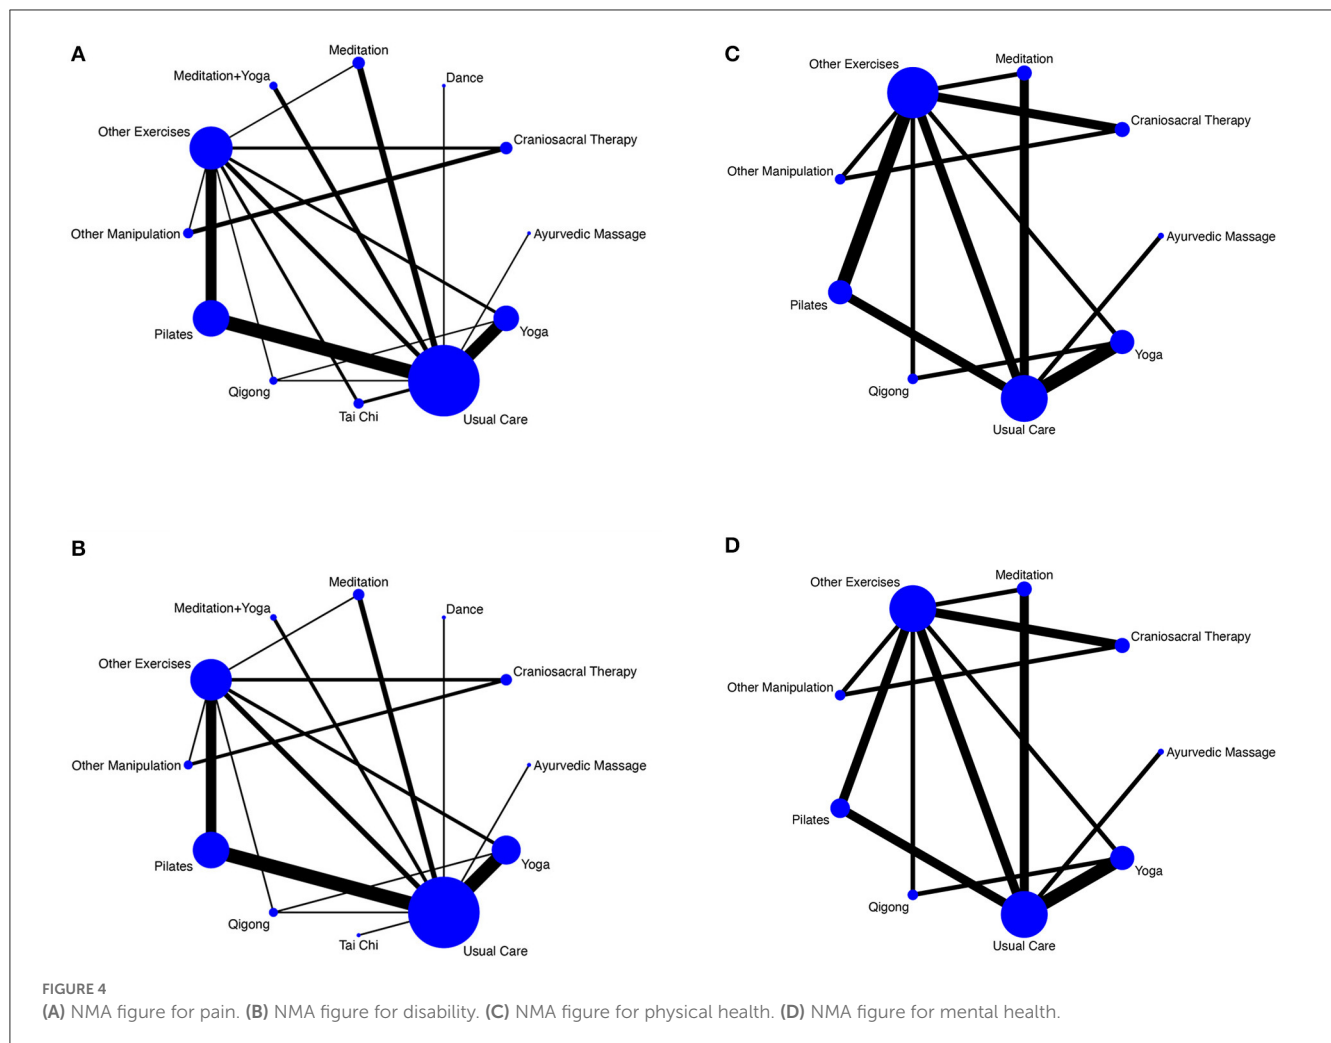 A
Meditation
Meditation+Yoga
Dance
Other Exercises
Craniosacral Therapy
Other Manipulation
Ayurvedic Massage
Pilates
Yoga
Qigong
Tai Chi
Usual Care
C
Other Exercises
Meditation
Craniosacral Therapy
Other Manipulation
Ayurvedic Massage
Pilates
Yoga
Qigong
Usual Care
B
Meditation
Meditation+Yoga
Dance
Other Exercises
Craniosacral Therapy
Other Manipulation
Ayurvedic Massage
Pilates
Yoga
Qigong
Tai Chi
Usual Care
D
Other Exercises
Meditation
Craniosacral Therapy
Other Manipulation
Ayurvedic Massage
Pilates
Yoga
Qigong
Usual Care
FIGURE 4
(A) NMA figure for pain. (B) NMA figure for disability. (C) NMA figure for physical health. (D) NMA figure for mental health.